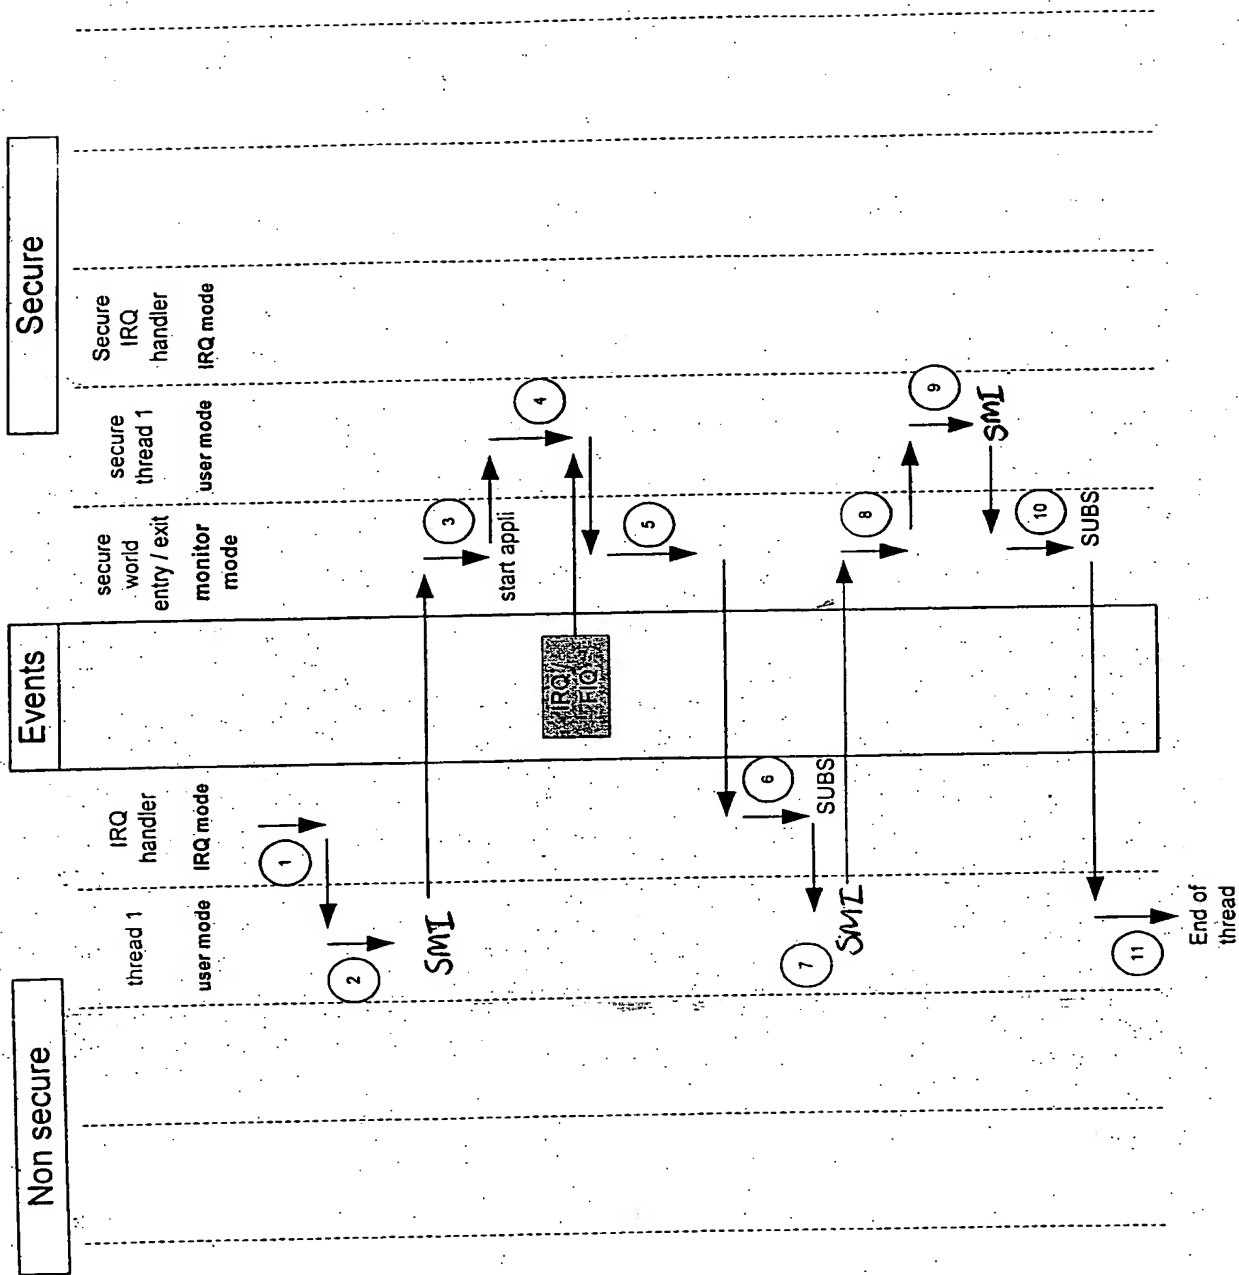 Non secure
Events
Secure
thread 1
user mode
IRQ
handler
IRQ mode
secure
world
entry / exit
monitor
mode
secure
thread 1
user mode
Secure
IRQ
handler
IRQ mode
1
2
SMI
3
start appli
4
IRQ /
FIQ
5
6
SUBS
7
SMI
8
9
SMI
10
SUBS
11
End of
thread